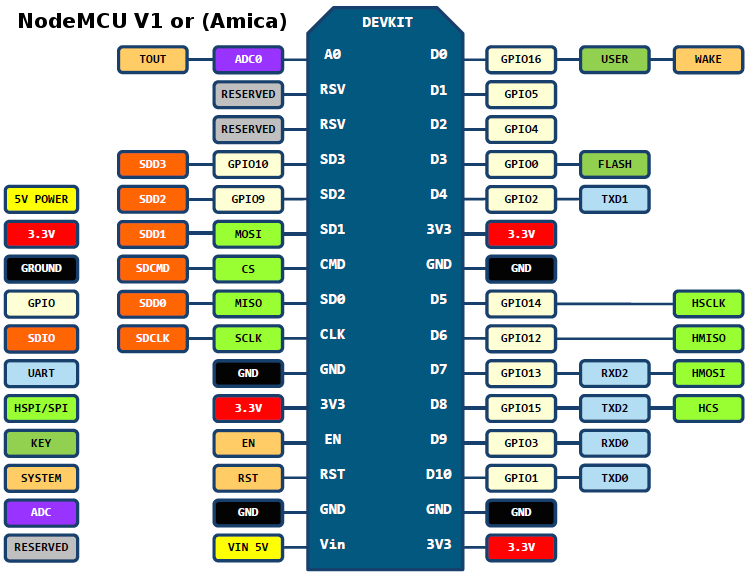 NodeMCU V1 or (Amica) DEVKIT
TOUT ADC0 A0 D0 GPIO16 USER WAKE
RESERVED RSV D1 GPIO5
RESERVED RSV D2 GPIO4
SDD3 GPIO10 SD3 D3 GPIO0 FLASH
5V POWER SDD2 GPIO9 SD2 D4 GPIO2 TXD1
3.3V SDD1 MOSI SD1 3V3 3.3V
GROUND SDCMD CS CMD GND GND
GPIO SDD0 MISO SD0 D5 GPIO14 HSCLK
SDIO SDCLK SCLK CLK D6 GPIO12 HMISO
UART GND GND D7 GPIO13 RXD2 HMOSI
HSPI/SPI 3.3V 3V3 D8 GPIO15 TXD2 HCS
KEY EN EN D9 GPIO3 RXD0
SYSTEM RST RST D10 GPIO1 TXD0
ADC GND GND GND GND
RESERVED VIN 5V Vin 3V3 3.3V